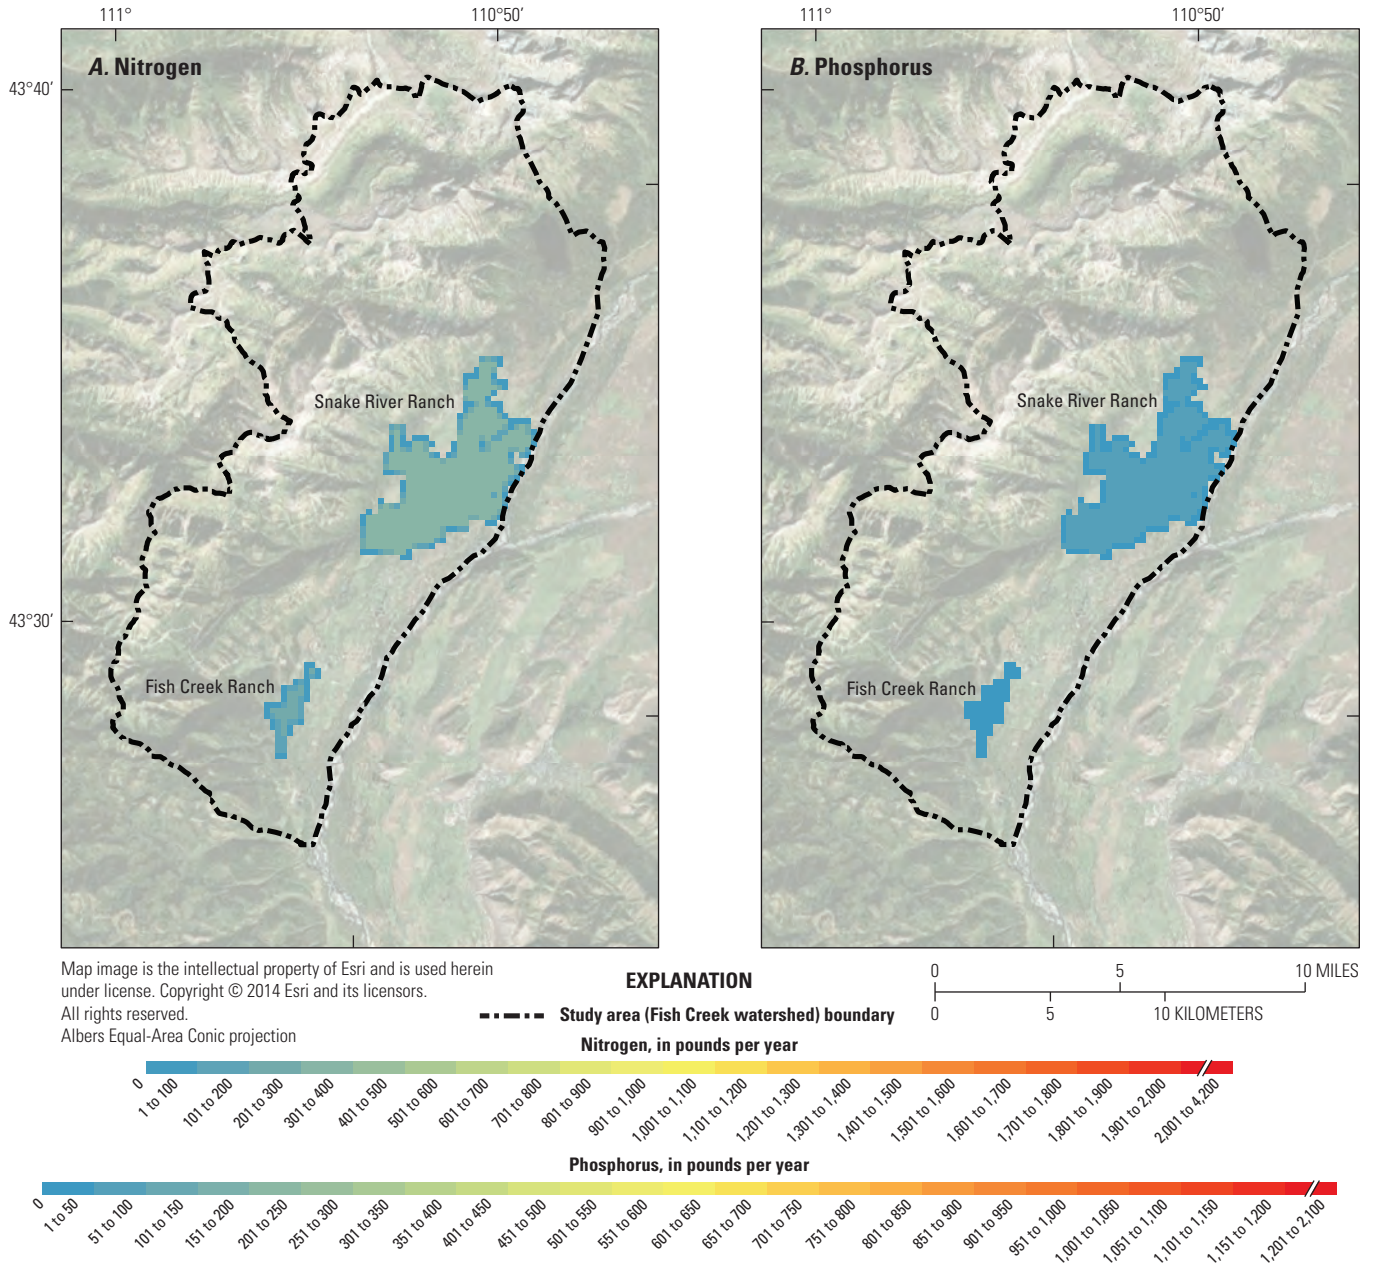 111°
110°50’
111°
110°50’
A. Nitrogen
B. Phosphorus
43°40’
Snake River Ranch
Snake River Ranch
43°30’
Fish Creek Ranch
Fish Creek Ranch
Map image is the intellectual property of Esri and is used herein
under license. Copyright © 2014 Esri and its licensors.
All rights reserved.
Albers Equal-Area Conic projection
EXPLANATION
Study area (Fish Creek watershed) boundary
0 5 10 MILES
0 5 10 KILOMETERS
Nitrogen, in pounds per year
0
1 to 100
101 to 200
201 to 300
301 to 400
401 to 500
501 to 600
601 to 700
701 to 800
801 to 900
901 to 1,000
1,001 to 1,100
1,101 to 1,200
1,201 to 1,300
1,301 to 1,400
1,401 to 1,500
1,501 to 1,600
1,601 to 1,700
1,701 to 1,800
1,801 to 1,900
1,901 to 2,000
2,001 to 4,200
Phosphorus, in pounds per year
0
1 to 50
51 to 100
101 to 150
151 to 200
201 to 250
251 to 300
301 to 350
351 to 400
401 to 450
451 to 500
501 to 550
551 to 600
601 to 650
651 to 700
701 to 750
751 to 800
801 to 850
851 to 900
901 to 950
951 to 1,000
1,001 to 1,050
1,051 to 1,100
1,101 to 1,150
1,151 to 1,200
1,201 to 2,100